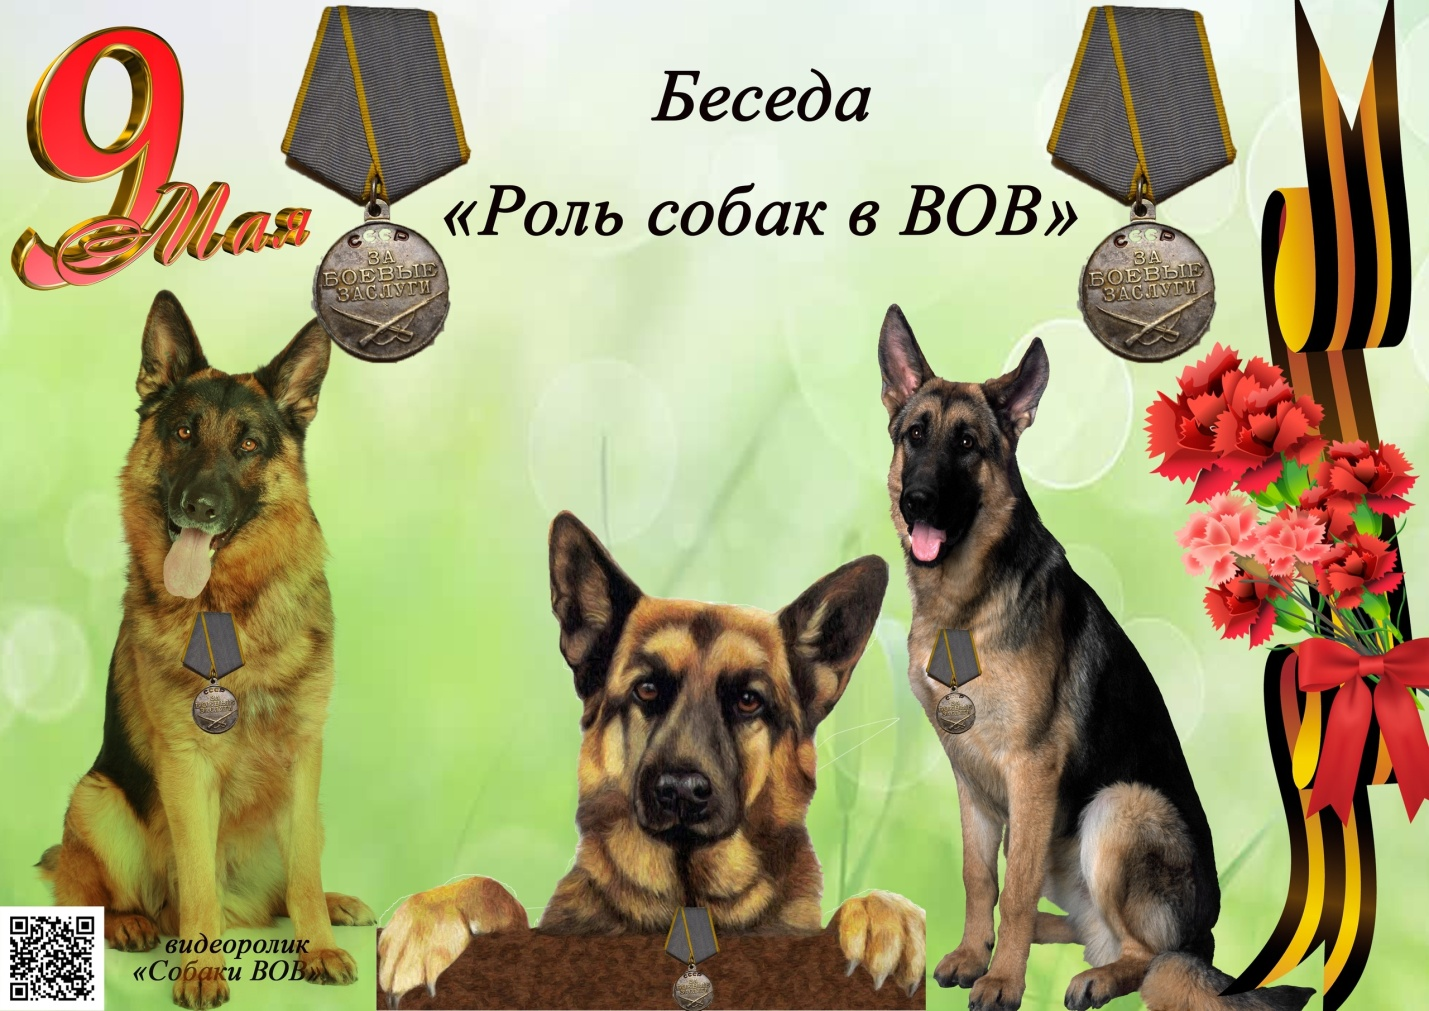 9
Мая
Беседа
«Роль собак в ВОВ»
СССР
ЗА
БОЕВЫЕ
ЗАСЛУГИ
СССР
ЗА
БОЕВЫЕ
ЗАСЛУГИ
видеоролик
«Собаки ВОВ»